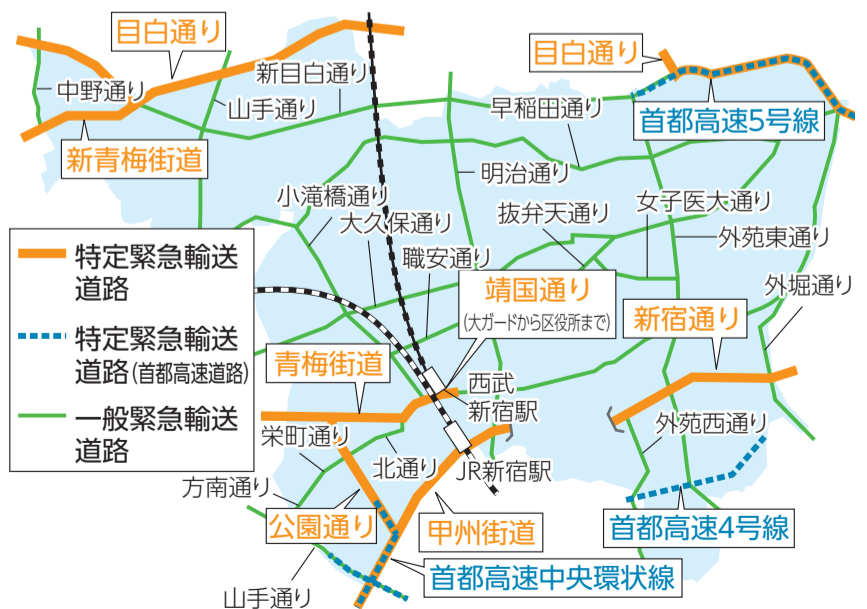 目白通り
目白通り
中野通り
新目白通り
山手通り
早稲田通り
首都高速5号線
新青梅街道
明治通り
小滝橋通り
大久保通り
抜弁天通り
女子医大通り
外苑東通り
職安通り
外堀通り
靖国通り
(大ガードから区役所まで)
新宿通り
特定緊急輸送
道路
特定緊急輸送
道路(首都高速道路)
一般緊急輸送
道路
青梅街道
西武
新宿駅
外苑西通り
栄町通り
北通り
JR新宿駅
方南通り
公園通り
甲州街道
首都高速4号線
首都高速中央環状線
山手通り